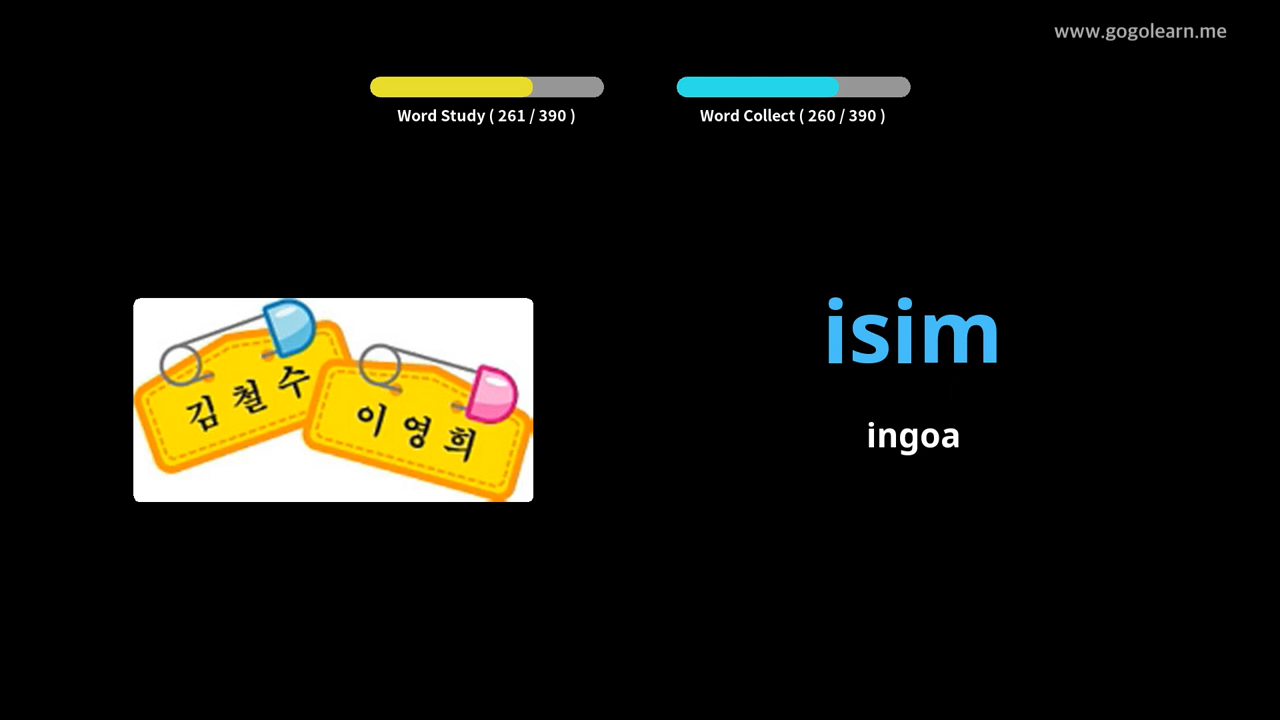 www.gogolearn.me
Word Study ( 261 / 390 )
Word Collect ( 260 / 390 )
김철수
이영희
isim
ingoa